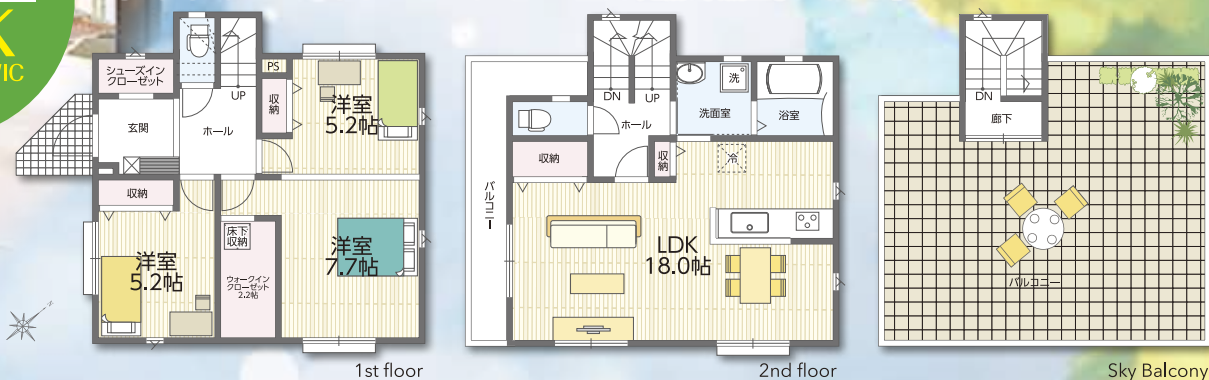 K
WIC
シューズイン
クローゼット
玄関
ホール
UP
PS
収納
洋室
5.2帖
収納
洋室
5.2帖
床下
収納
ウォークイン
クローゼット
2.2帖
洋室
7.7帖
1st floor
バルコニー
DN
UP
ホール
洗面室
洗
浴室
収納
収納
冷
LDK
18.0帖
2nd floor
DN
廊下
バルコニー
Sky Balcony